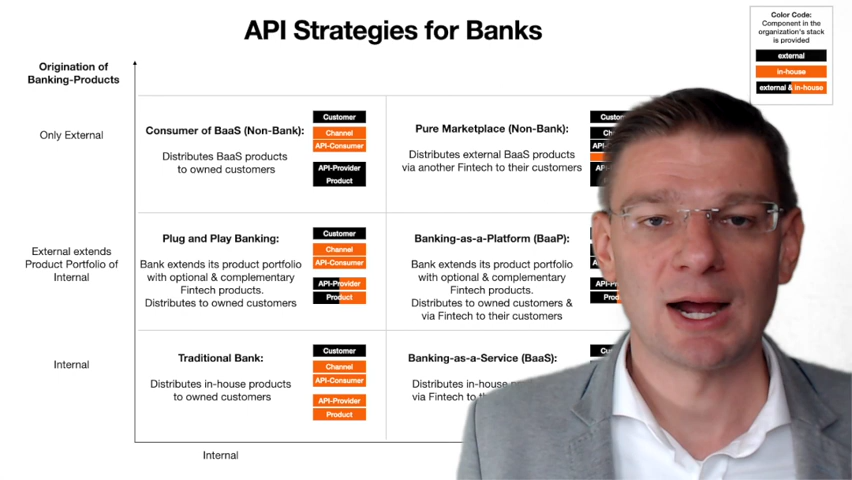 API Strategies for Banks
Color Code:
Component in the
organization's stack
is provided
external
in-house
external & in-house
Origination of
Banking-Products
Only External
Consumer of BaaS (Non-Bank):
Distributes BaaS products
to owned customers
Customer
Channel
API-Consumer
API-Provider
Product
Pure Marketplace (Non-Bank):
Distributes external BaaS products
via another Fintech to their customers
External extends
Product Portfolio of
Internal
Plug and Play Banking:
Bank extends its product portfolio
with optional & complementary
Fintech products.
Distributes to owned customers
Customer
Channel
API-Consumer
API-Provider
Product
Banking-as-a-Platform (BaaP):
Bank extends its product portfolio
with optional & complementary
Fintech products.
Distributes to owned customers &
via Fintech to their customers
Internal
Traditional Bank:
Distributes in-house products
to owned customers
Customer
Channel
API-Consumer
API-Provider
Product
Banking-as-a-Service (BaaS):
Distributes in-house
via Fintech to
Internal